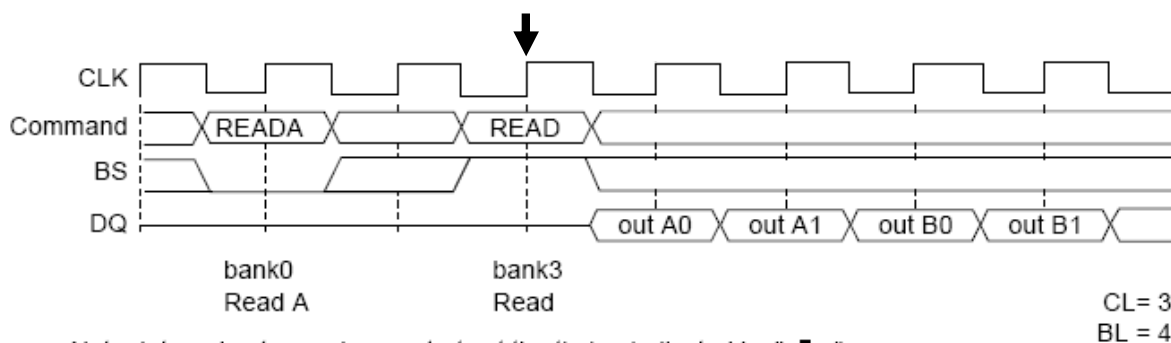 CLK
Command READA READ
BS
DQ out A0 out A1 out B0 out B1
bank0 bank3
Read A Read
CL= 3
BL = 4